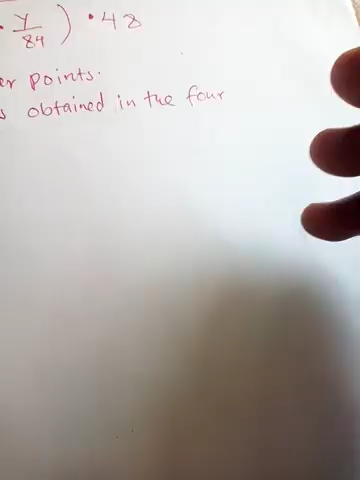 · y/84 ) · 48
er points.
s obtained in the four